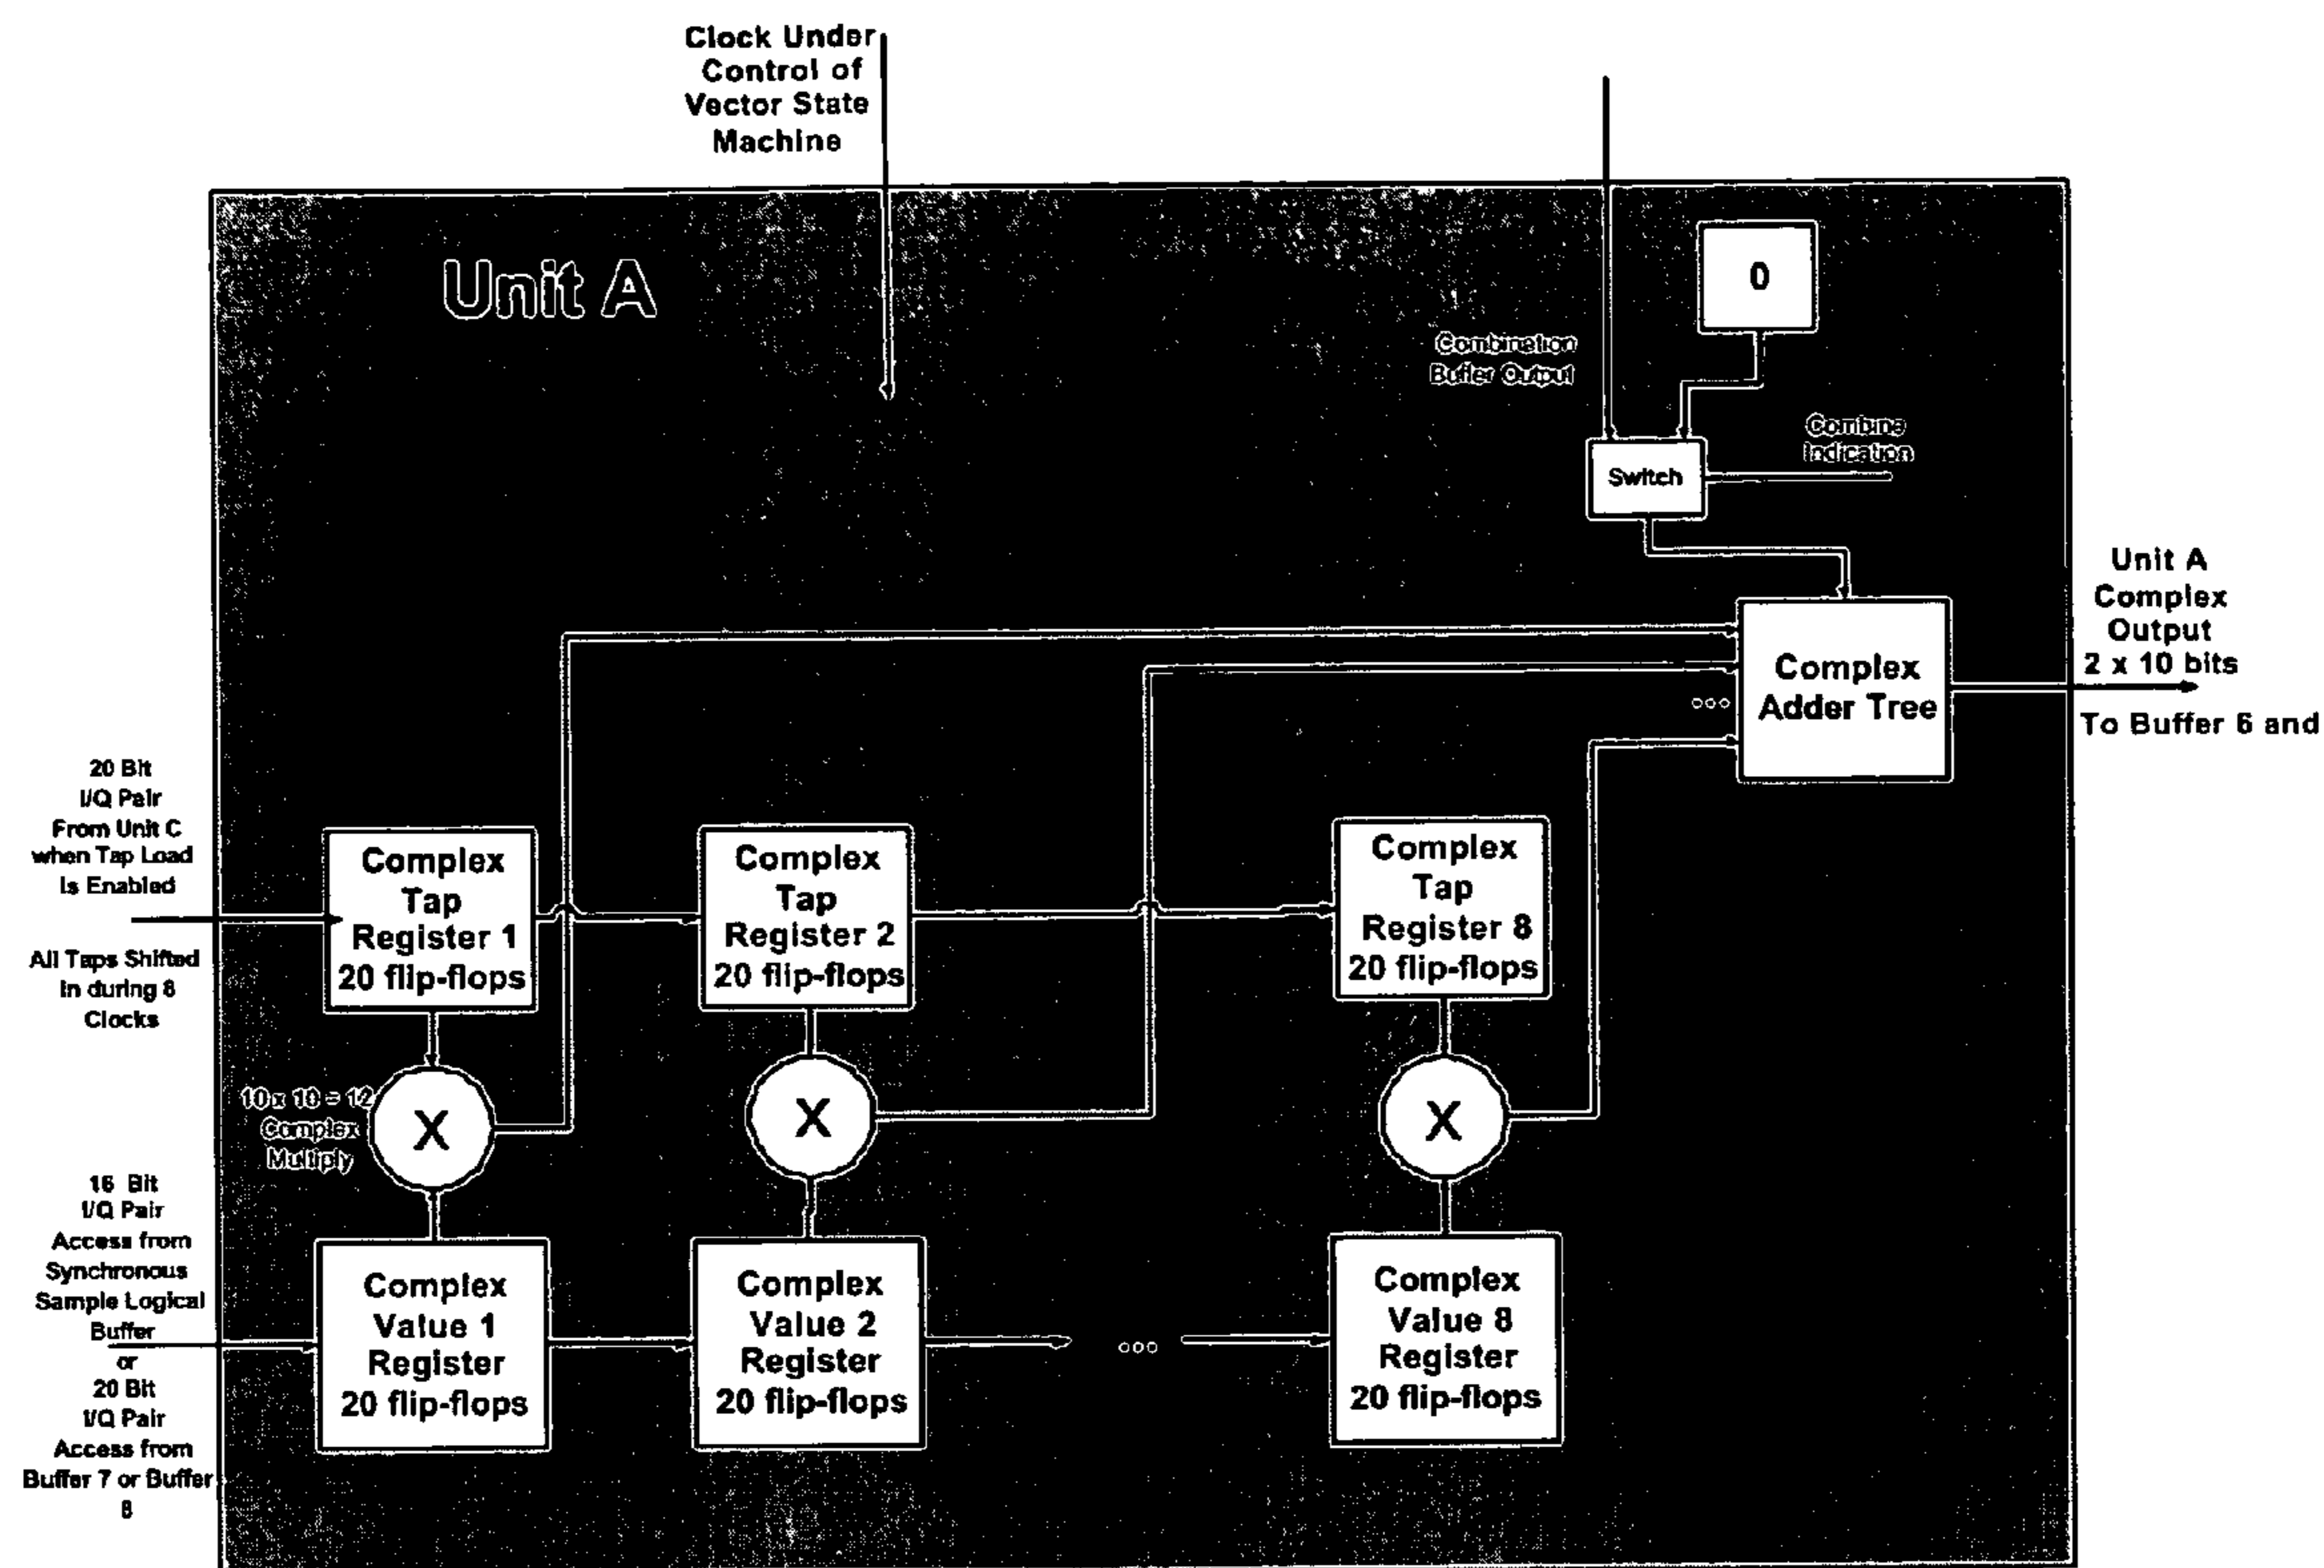 Clock Under
Control of
Vector State
Machine
Unit A
0
Combination
Buffer Output
Combine
Indication
Switch
Unit A
Complex
Output
2 x 10 bits
To Buffer 6 and
Complex
Adder Tree
20 Bit
I/Q Pair
From Unit C
when Tap Load
Is Enabled
All Taps Shifted
In during 8
Clocks
Complex
Tap
Register 1
20 flip-flops
Complex
Tap
Register 2
20 flip-flops
Complex
Tap
Register 8
20 flip-flops
10 x 10 = 12
Complex
Multiply
X
X
X
16 Bit
I/Q Pair
Access from
Synchronous
Sample Logical
Buffer
or
20 Bit
I/Q Pair
Access from
Buffer 7 or Buffer
8
Complex
Value 1
Register
20 flip-flops
Complex
Value 2
Register
20 flip-flops
Complex
Value 8
Register
20 flip-flops